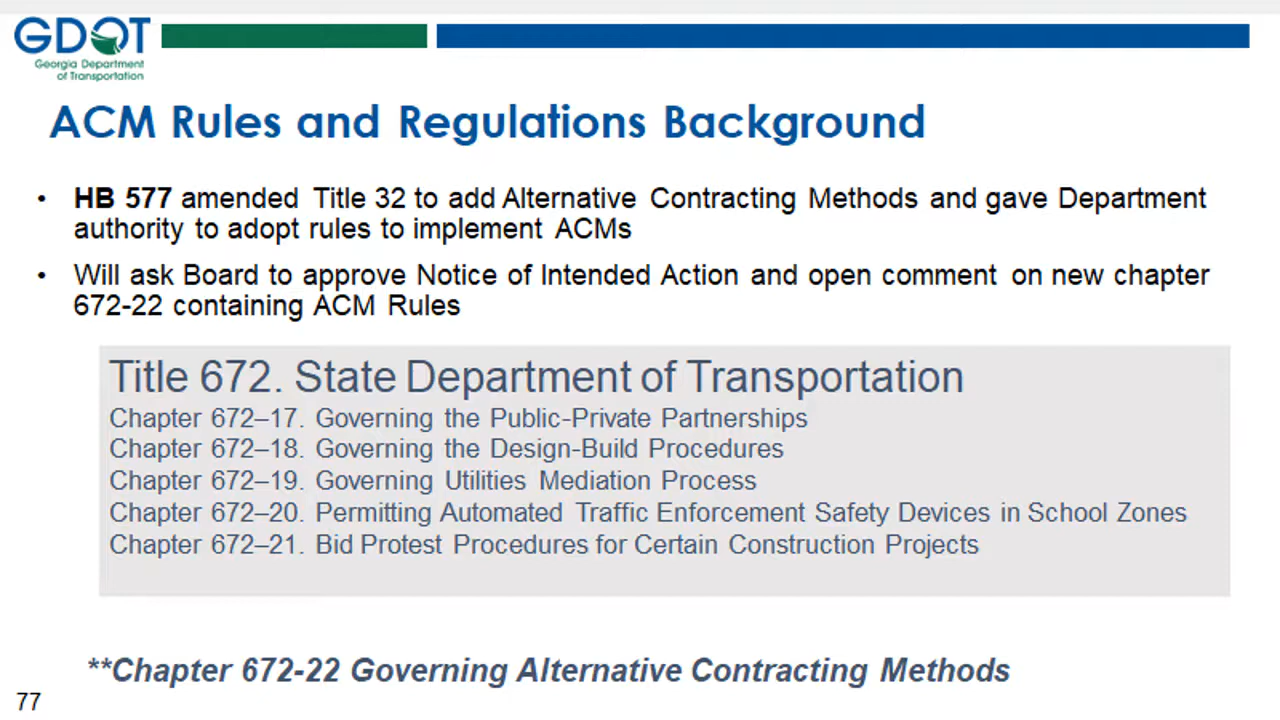 GDOT
Georgia Department
of Transportation
ACM Rules and Regulations Background
• HB 577 amended Title 32 to add Alternative Contracting Methods and gave Department
authority to adopt rules to implement ACMs
• Will ask Board to approve Notice of Intended Action and open comment on new chapter
672-22 containing ACM Rules
Title 672. State Department of Transportation
Chapter 672–17. Governing the Public-Private Partnerships
Chapter 672–18. Governing the Design-Build Procedures
Chapter 672–19. Governing Utilities Mediation Process
Chapter 672–20. Permitting Automated Traffic Enforcement Safety Devices in School Zones
Chapter 672–21. Bid Protest Procedures for Certain Construction Projects
**Chapter 672-22 Governing Alternative Contracting Methods
77